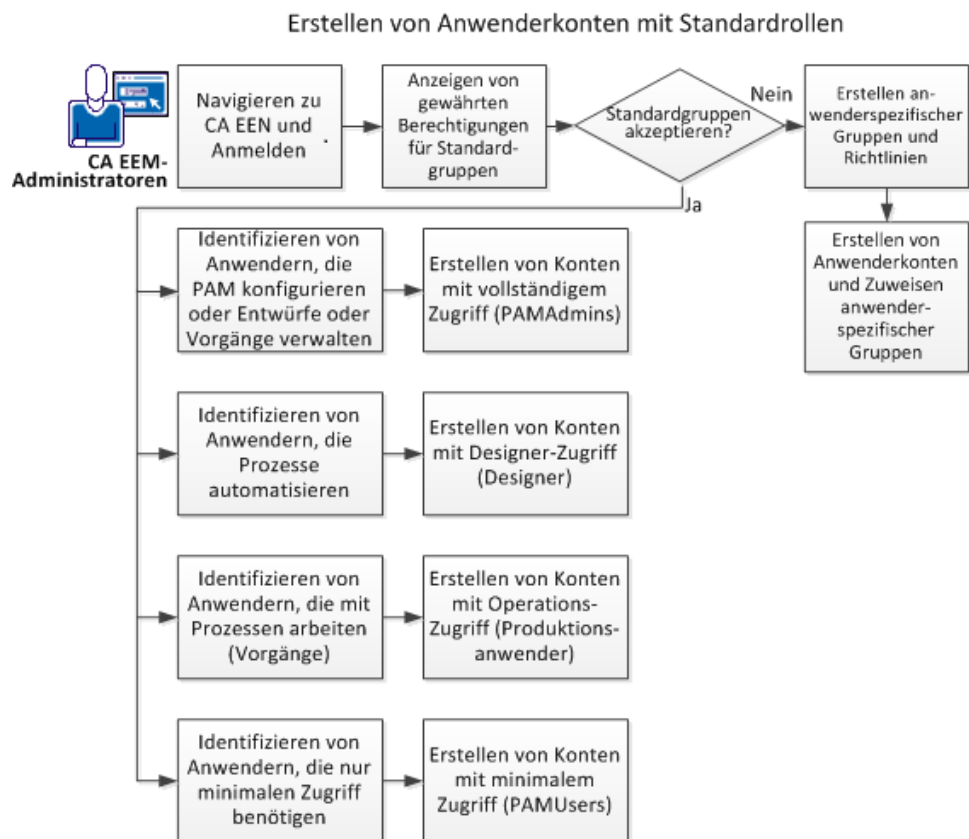 Erstellen von Anwenderkonten mit Standardrollen
CA EEM-
Administratoren
Navigieren zu
CA EEN und
Anmelden .
Anzeigen von
gewährten
Berechtigungen
für Standard-
gruppen
Standardgruppen
akzeptieren?
Nein
Erstellen an-
wenderspezifischer
Gruppen und
Richtlinien
Ja
Erstellen von
Anwenderkonten
und Zuweisen
anwender-
spezifischer
Gruppen
Identifizieren von
Anwendern, die
PAM konfigurieren
oder Entwürfe oder
Vorgänge verwalten
Erstellen von Konten
mit vollständigem
Zugriff (PAMAdmins)
Identifizieren von
Anwendern, die
Prozesse
automatisieren
Erstellen von Konten
mit Designer-Zugriff
(Designer)
Identifizieren von
Anwendern, die mit
Prozessen arbeiten
(Vorgänge)
Erstellen von Konten
mit Operations-
Zugriff (Produktions-
anwender)
Identifizieren von
Anwendern, die nur
minimalen Zugriff
benötigen
Erstellen von Konten
mit minimalem
Zugriff (PAMUsers)